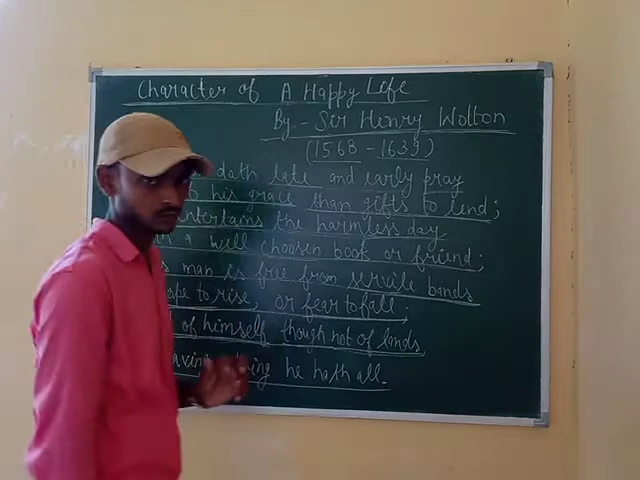 Character of A Happy Life
By:- Sir Henry Wolton
(1568 - 1639)
doth late and early pray
his grace than gifts to lend;
entertains the harmless day
a well choosen book or friend;
man is free from servile bands
to rise, or fear to fall;
of himself though not of lands.
he hath all.